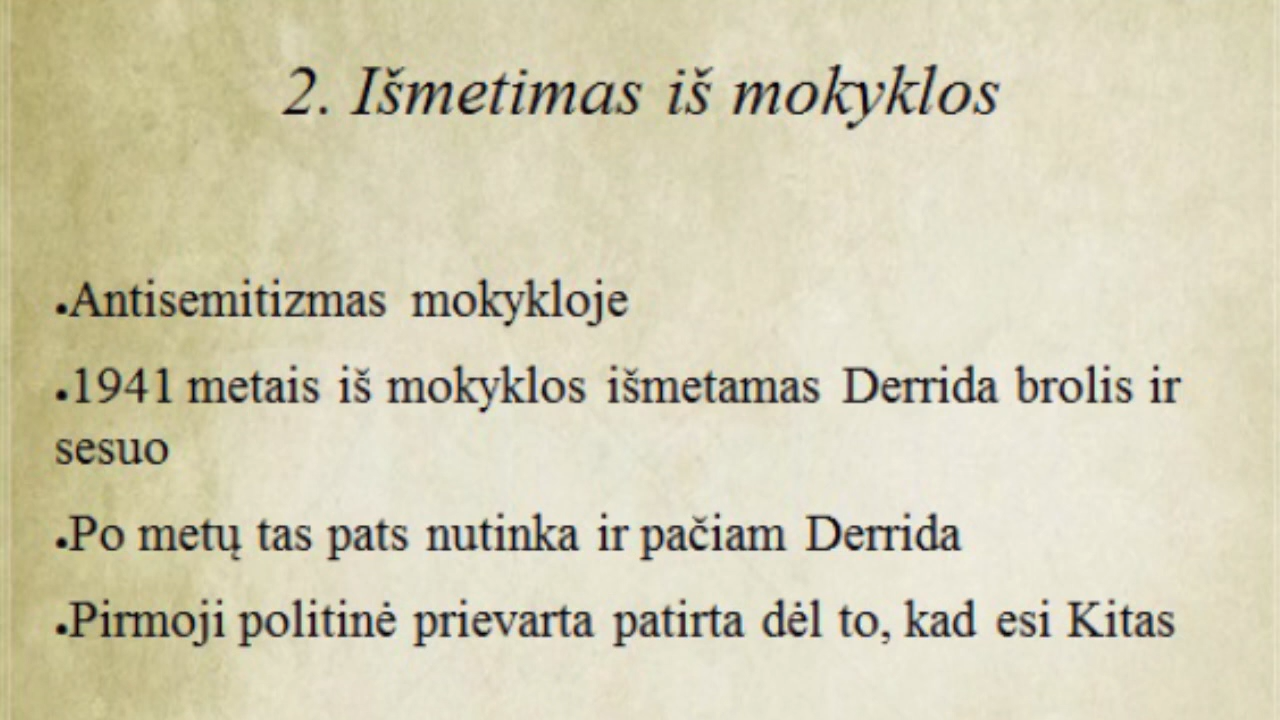 2. Išmetimas iš mokyklos
•Antisemitizmas mokykloje
•1941 metais iš mokyklos išmetamas Derrida brolis ir
sesuo
•Po metų tas pats nutinka ir pačiam Derrida
•Pirmoji politinė prievarta patirta dėl to, kad esi Kitas